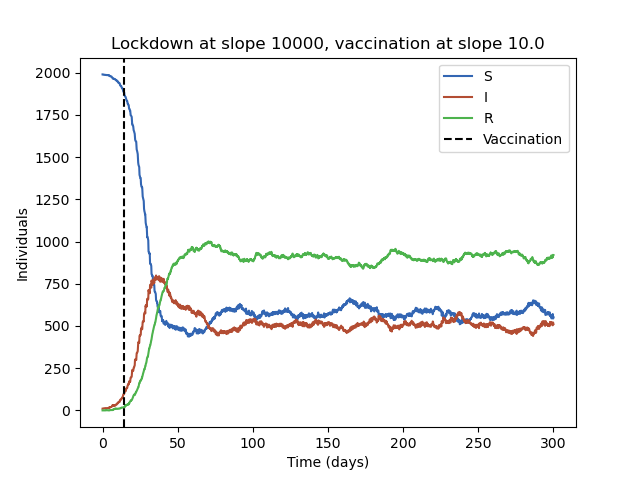 Lockdown at slope 10000, vaccination at slope 10.0
2000
1750
1500
1250
1000
750
500
250
0
Individuals
S
I
R
Vaccination
0 50 100 150 200 250 300
Time (days)